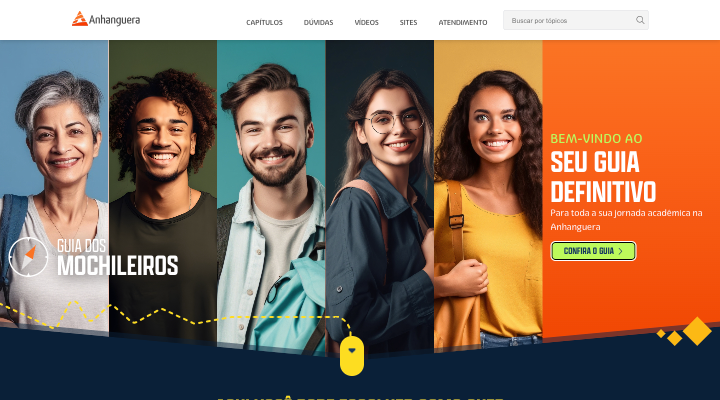 Anhanguera
CAPÍTULOS DÚVIDAS VÍDEOS SITES ATENDIMENTO Buscar por tópicos
BEM-VINDO AO
SEU GUIA
DEFINITIVO
Para toda a sua jornada acadêmica na
Anhanguera
CONFIRA O GUIA
GUIA DOS
MOCHILEIROS